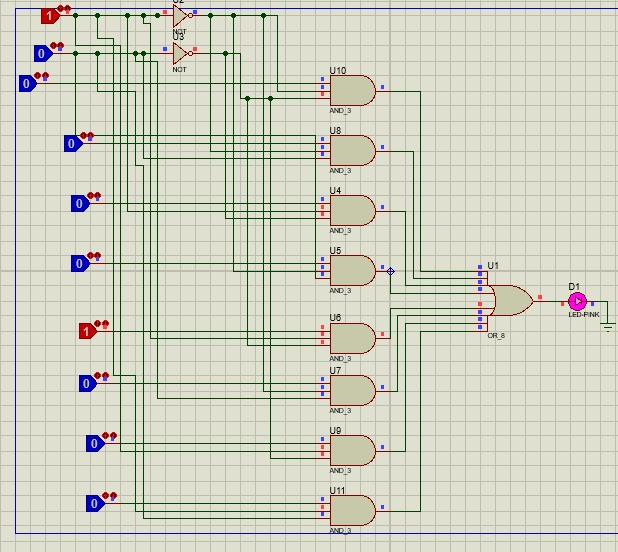 1
U2
NOT
0
U3
NOT
0
U10
AND_3
0
U8
AND_3
0
U4
AND_3
0
U5
AND_3
U1
OR_8
D1
LED-PINK
1
U6
AND_3
0
U7
AND_3
0
U9
AND_3
0
U11
AND_3